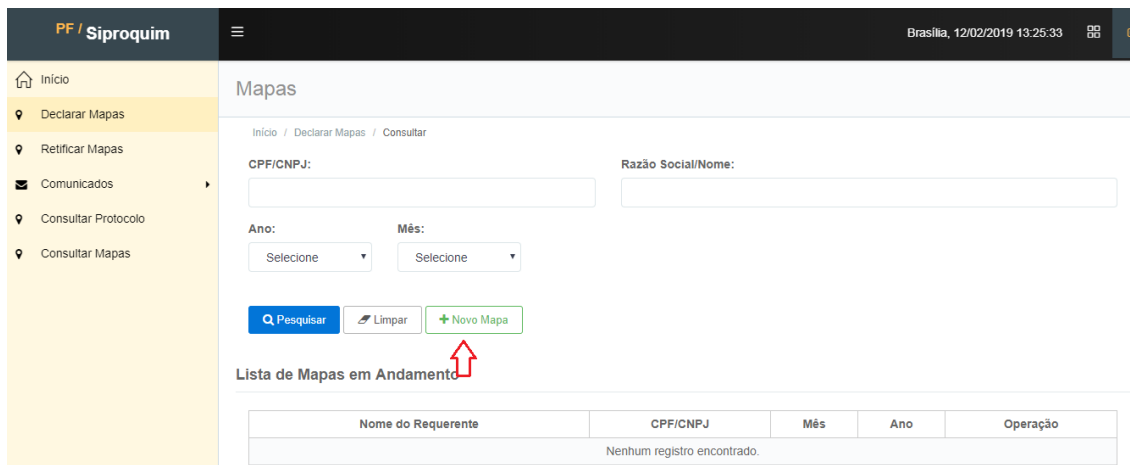 PF / Siproquim
Brasília, 12/02/2019 13:25:33
Início
Declarar Mapas
Retificar Mapas
Comunicados
Consultar Protocolo
Consultar Mapas
Mapas
Início / Declarar Mapas / Consultar
CPF/CNPJ: Razão Social/Nome:
Ano: Mês:
Selecione Selecione
Pesquisar Limpar Novo Mapa
Lista de Mapas em Andamento
Nome do Requerente CPF/CNPJ Mês Ano Operação
Nenhum registro encontrado.